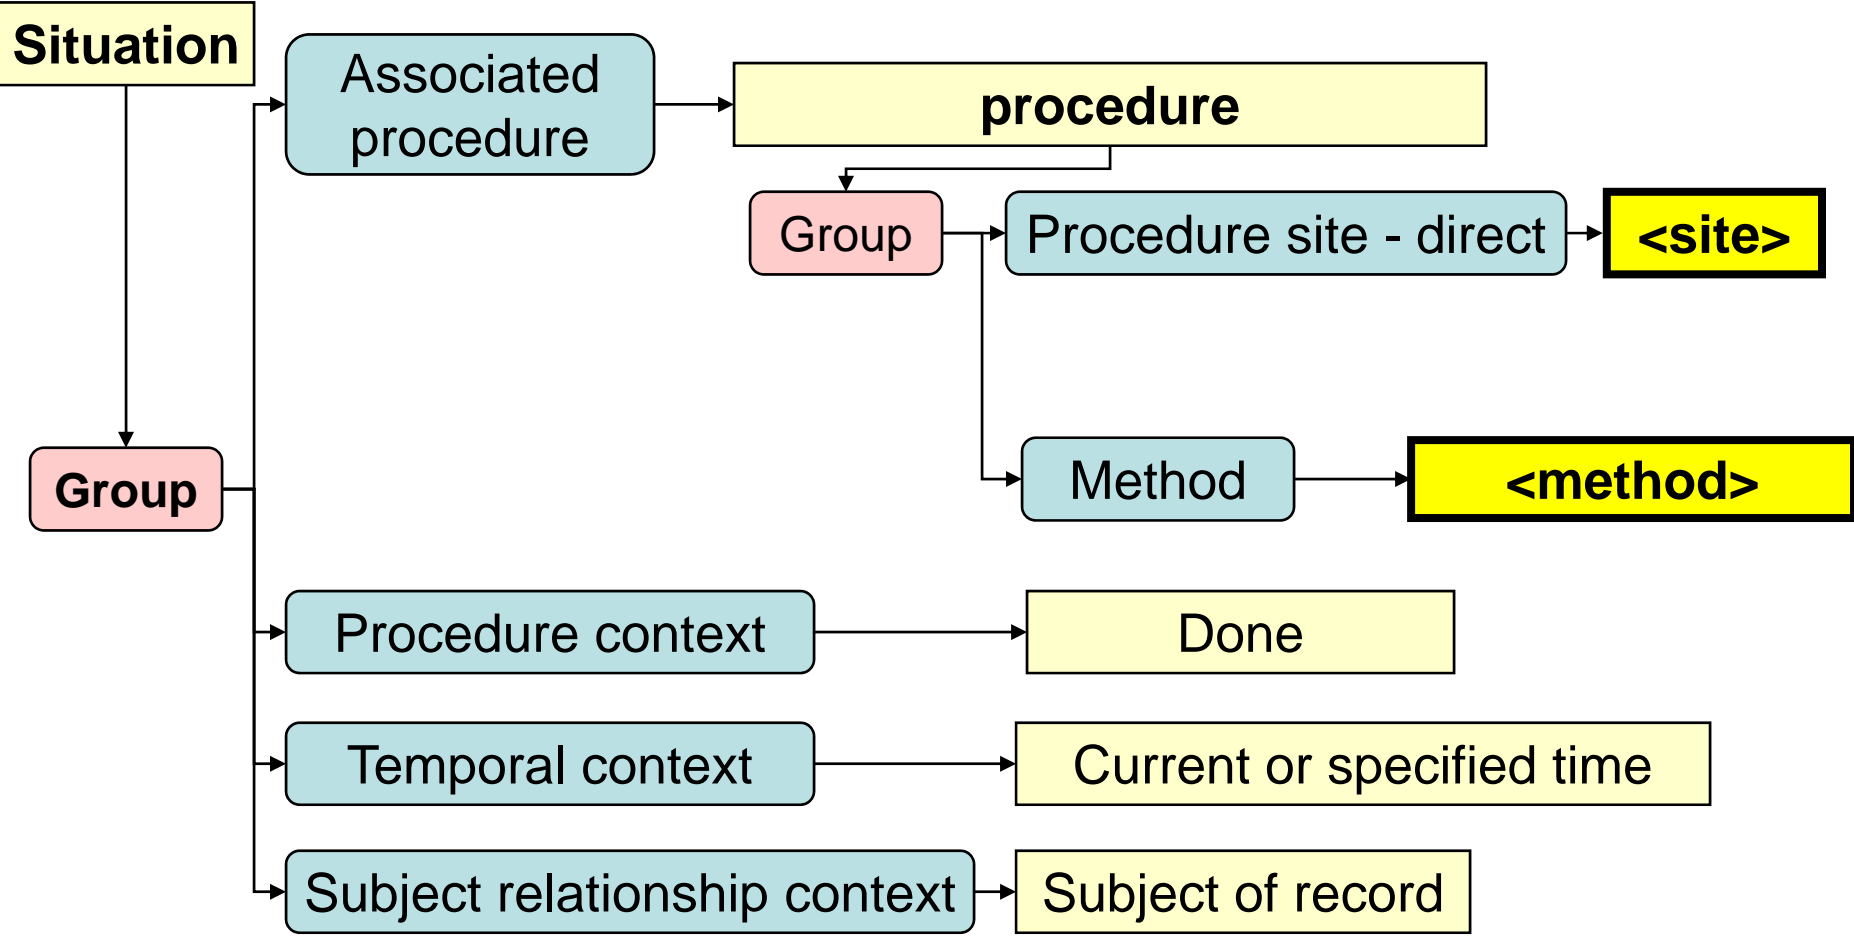 Situation
Associated
procedure
procedure
Group
Procedure site - direct
<site>
Group
Method
<method>
Procedure context
Done
Temporal context
Current or specified time
Subject relationship context
Subject of record